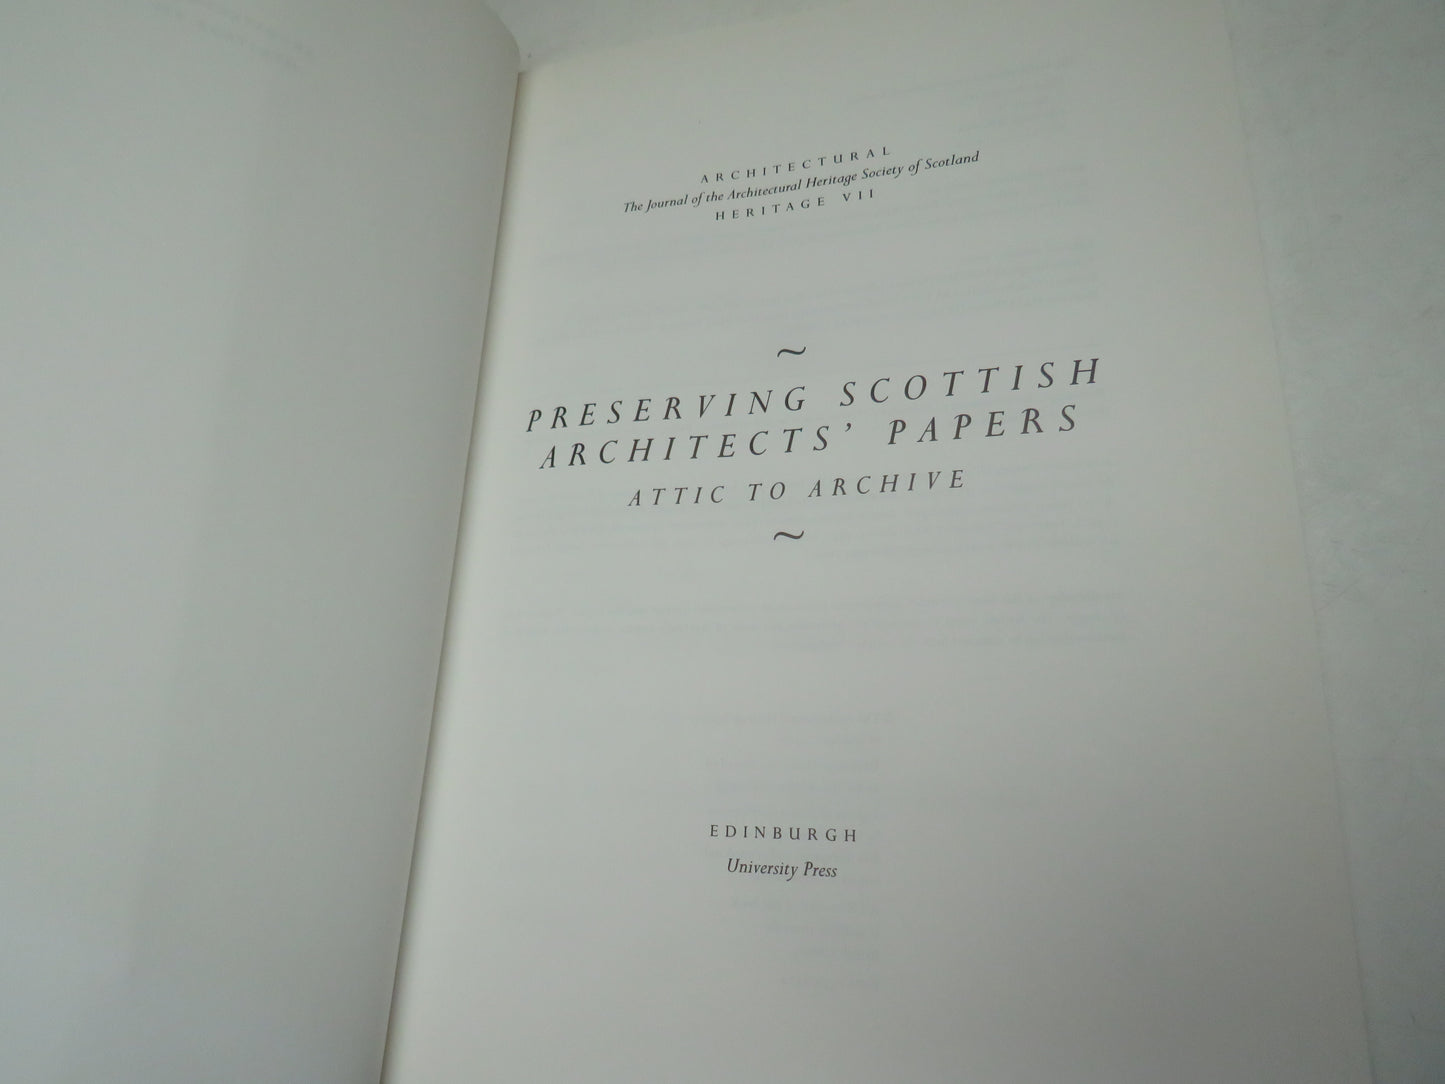 ARCHITECTURAL
The Journal of the Architectural Heritage Society of Scotland
HERITAGE VII
~
PRESERVING SCOTTISH
ARCHITECTS’ PAPERS
ATTIC TO ARCHIVE
~
EDINBURGH
University Press